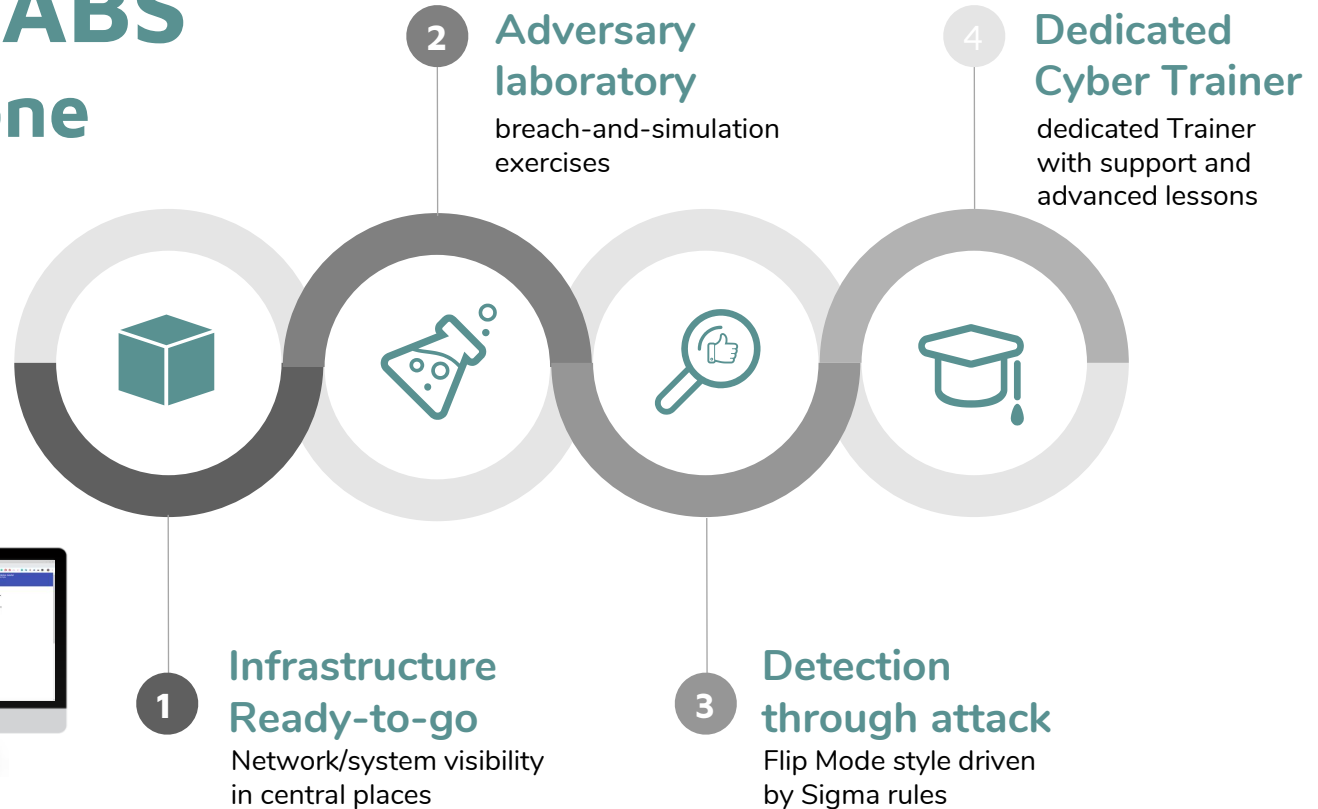 ABS
ne
2
Adversary
laboratory
breach-and-simulation
exercises
4
Dedicated
Cyber Trainer
dedicated Trainer
with support and
advanced lessons
1
Infrastructure
Ready-to-go
Network/system visibility
in central places
3
Detection
through attack
Flip Mode style driven
by Sigma rules